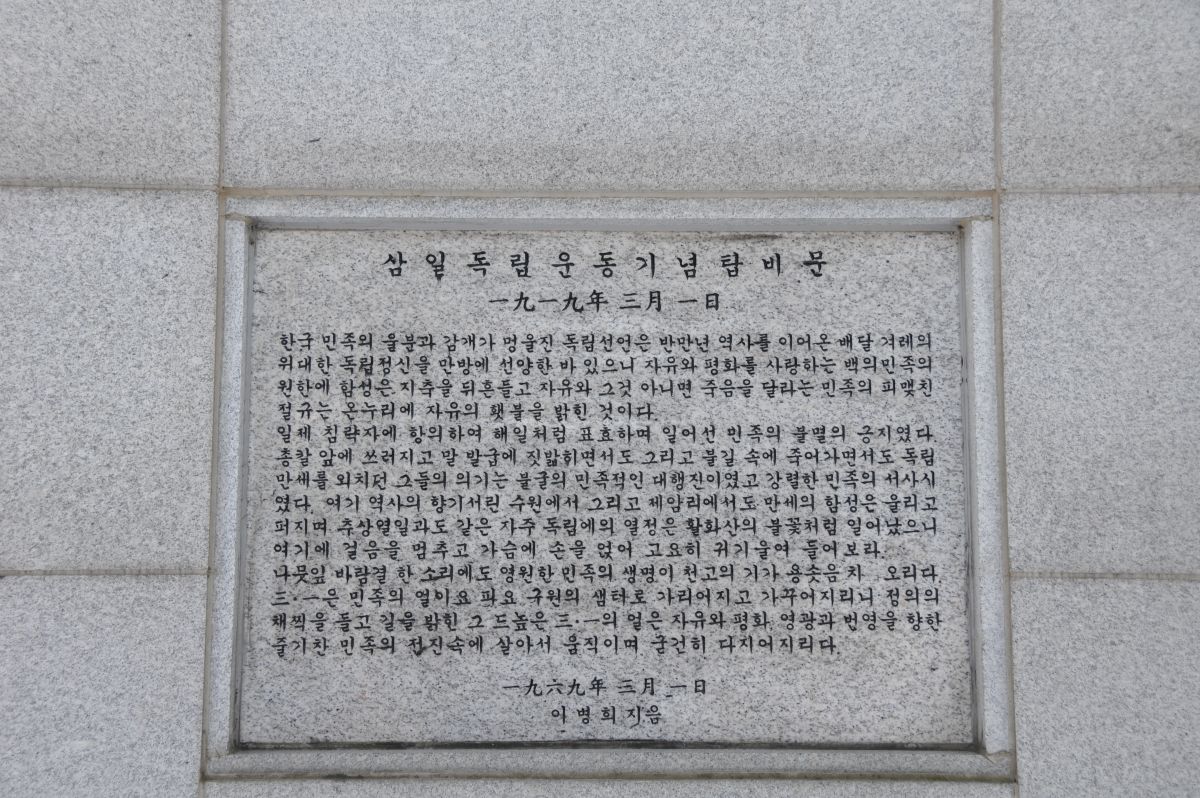 삼일독립운동기념탑비문
一九一九年 三月 一日
한국 민족의 울분과 감개가 멍울진 독립선언은 반만년 역사를 이어온 배달 겨레의
위대한 독립정신을 만방에 선양한 바 있으니 자유와 평화를 사랑하는 백의민족의
원한에 함성은 지축을 뒤흔들고 자유와 그것 아니면 죽음을 달라는 민족의 피맺힌
절규는 온누리에 자유의 횃불을 밝힌 것이다.
일제 침략자에 항의하여 해일처럼 표효하며 일어선 민족의 불멸의 긍지였다.
총칼 앞에 쓰러지고 말 발굽에 짓밟히면서도 그리고 불길 속에 죽어가면서도 독립
만세를 외치던 그들의 의기는 불굴의 민족적인 대행진이였고 강렬한 민족의 서사시
였다. 여기 역사의 향기서린 수원에서 그리고 제암리에서도 만세의 함성은 울리고
퍼지며 추상열일과도 같은 자주 독립에의 열정은 활화산의 불꽃처럼 일어났으니
여기에 걸음을 멈추고 가슴에 손을 얹어 고요히 귀기울여 들어보라.
나뭇잎 바람결 한 소리에도 영원한 민족의 생명이 천고의 기가 용솟음 차 오리다.
三·一은 민족의 얼이요 파요 구원의 샘터로 가리어지고 가꾸어지리니 정의의
채찍을 들고 길을 밝힌 그 드높은 三·一의 얼은 자유와 평화 영광과 번영을 향한
줄기찬 민족의 전진속에 살아서 움직이며 굳건히 다지어지리다.
一九六九年 三月 一日
이병희 지음